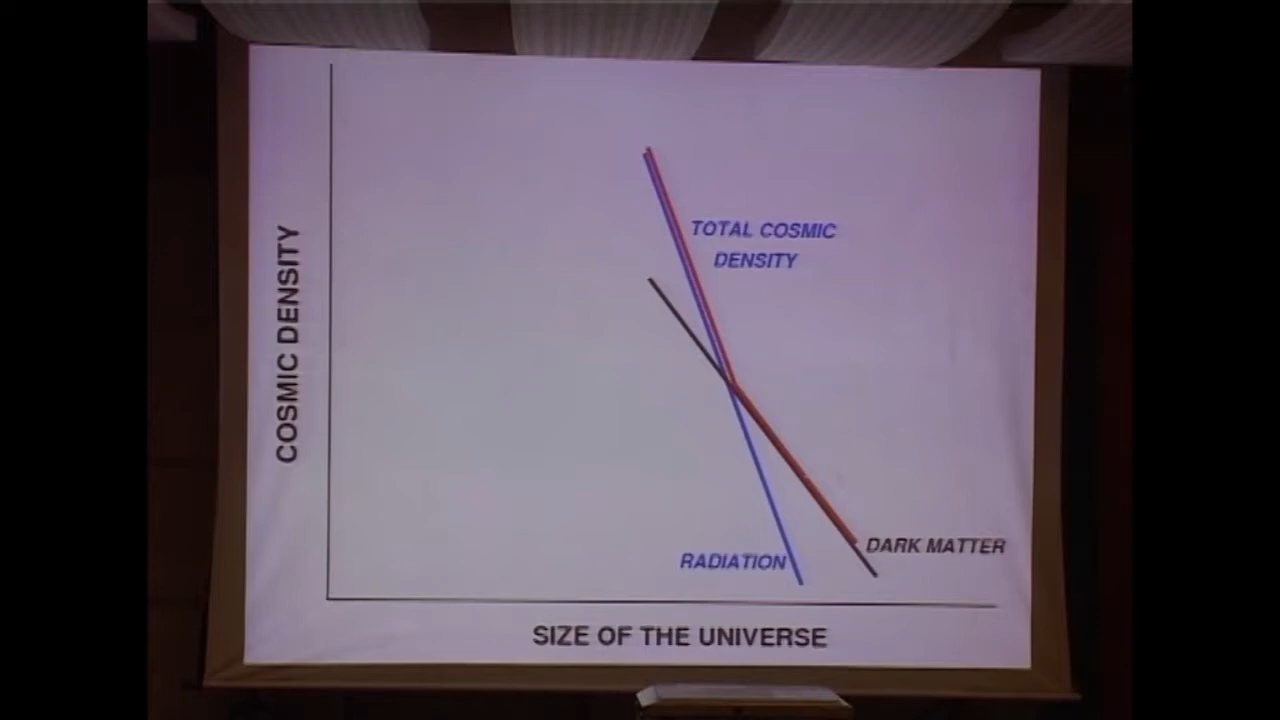 COSMIC DENSITY
TOTAL COSMIC
DENSITY
RADIATION
DARK MATTER
SIZE OF THE UNIVERSE